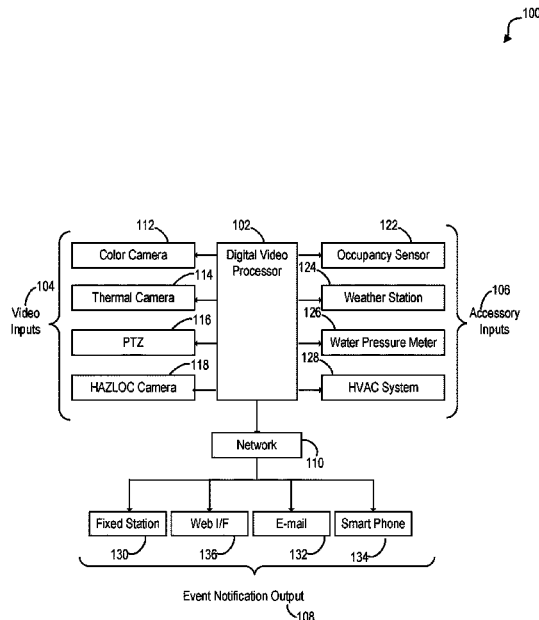 100
112
102
122
Color Camera
Digital Video
Processor
Occupancy Sensor
114
124
104
Thermal Camera
Weather Station
106
Video
Inputs
116
126
Accessory
Inputs
PTZ
Water Pressure Meter
118
128
HAZLOC Camera
HVAC System
Network
110
Fixed Station
Web I/F
E-mail
Smart Phone
130
136
132
134
Event Notification Output
108